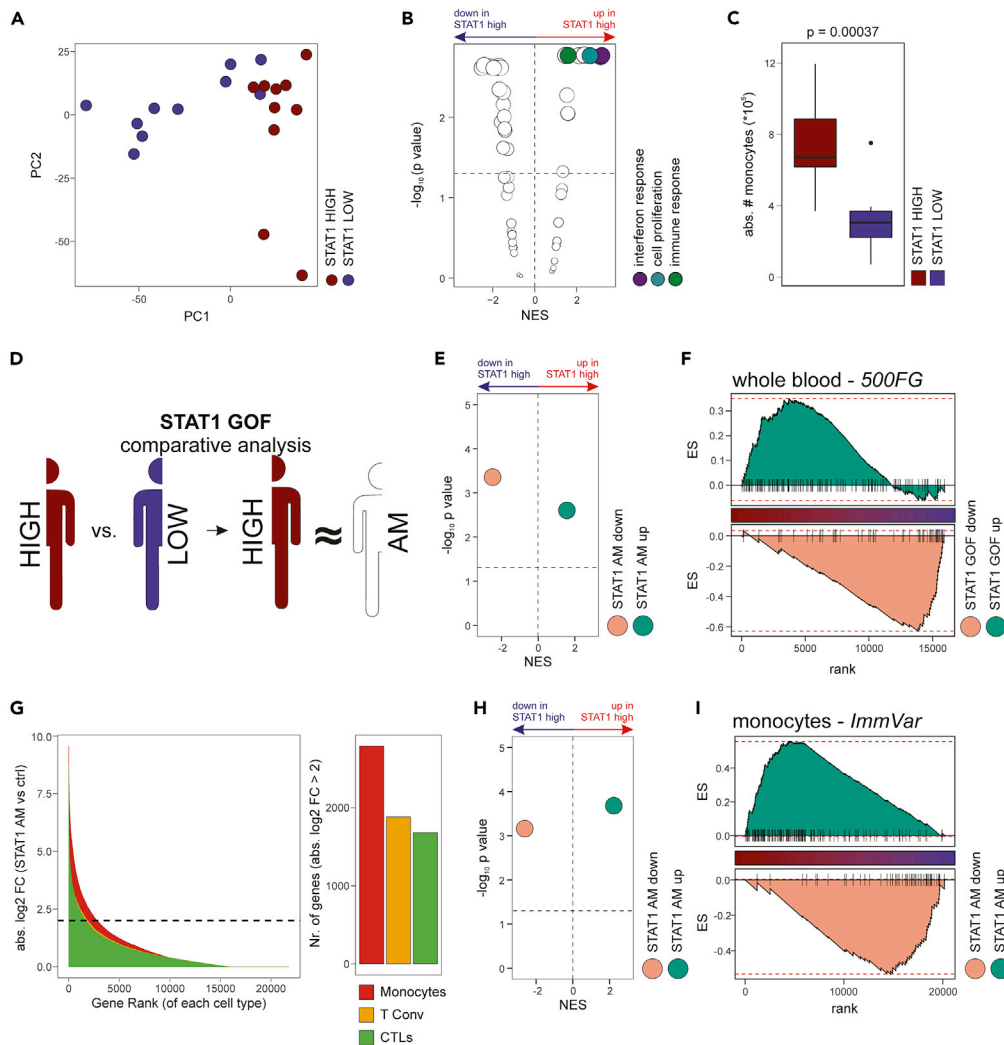 A
25
0
-25
-50
PC2
-50
0
PC1
STAT1 HIGH
STAT1 LOW
B
down in
STAT1 high
up in
STAT1 high
2
1
0
-log10 (p value)
-2
0
2
NES
interferon response
cell proliferation
immune response
C
p = 0.00037
12
8
4
0
abs. # monocytes (*10⁵)
STAT1 HIGH
STAT1 LOW
D
STAT1 GOF
comparative analysis
HIGH
vs.
LOW
HIGH
≈
AM
E
down in
STAT1 high
up in
STAT1 high
5
4
3
2
1
0
-log10 p value
-2
0
2
NES
STAT1 AM down
STAT1 AM up
F
whole blood - 500FG
0.3
0.2
0.1
0.0
ES
0.0
-0.2
-0.4
-0.6
ES
0
5000
10000
15000
rank
STAT1 GOF down
STAT1 GOF up
G
10.0
7.5
5.0
2.5
0.0
abs. log2 FC (STAT1 AM vs ctrl)
0
5000
10000
20000
Gene Rank (of each cell type)
2000
1000
0
Nr. of genes (abs. log2 FC > 2)
Monocytes
T Conv
CTLs
H
down in
STAT1 high
up in
STAT1 high
5
4
3
2
1
0
-log10 p value
-2
0
2
NES
STAT1 AM down
STAT1 AM up
I
monocytes - ImmVar
0.4
0.2
0.0
ES
0.0
-0.2
-0.4
ES
0
10000
20000
rank
STAT1 AM down
STAT1 AM up